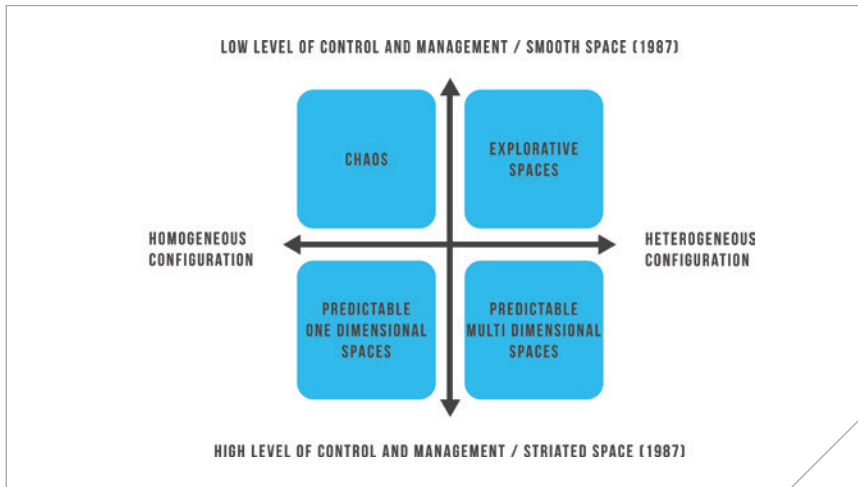 LOW LEVEL OF CONTROL AND MANAGEMENT / SMOOTH SPACE (1987)
CHAOS
EXPLORATIVE
SPACES
HOMOGENEOUS
CONFIGURATION
HETEROGENEOUS
CONFIGURATION
PREDICTABLE
ONE DIMENSIONAL
SPACES
PREDICTABLE
MULTI DIMENSIONAL
SPACES
HIGH LEVEL OF CONTROL AND MANAGEMENT / STRIATED SPACE (1987)